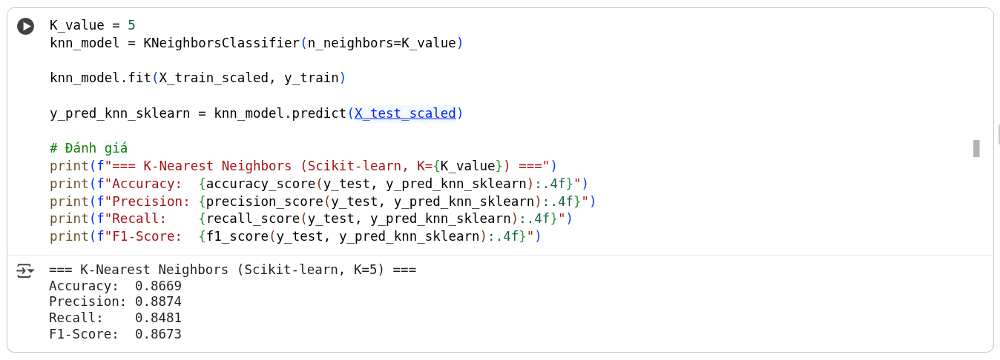 K_value = 5
knn_model = KNeighborsClassifier(n_neighbors=K_value)
knn_model.fit(X_train_scaled, y_train)
y_pred_knn_sklearn = knn_model.predict(X_test_scaled)
# Đánh giá
print(f"=== K-Nearest Neighbors (Scikit-learn, K={K_value}) ===")
print(f"Accuracy:  {accuracy_score(y_test, y_pred_knn_sklearn):.4f}")
print(f"Precision: {precision_score(y_test, y_pred_knn_sklearn):.4f}")
print(f"Recall:    {recall_score(y_test, y_pred_knn_sklearn):.4f}")
print(f"F1-Score:  {f1_score(y_test, y_pred_knn_sklearn):.4f}")
=== K-Nearest Neighbors (Scikit-learn, K=5) ===
Accuracy:  0.8669
Precision: 0.8874
Recall:    0.8481
F1-Score:  0.8673